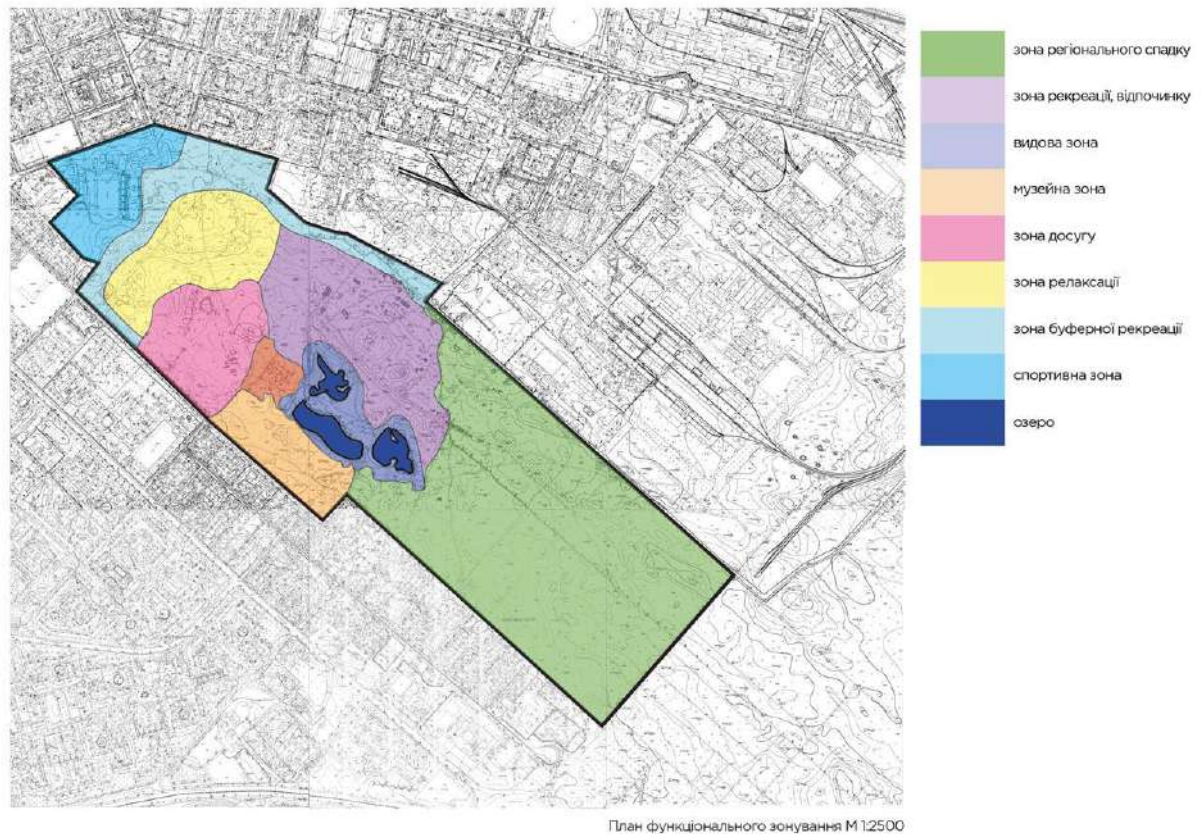 зона регіонального спадку
зона рекреації, відпочинку
видова зона
музейна зона
зона досугу
зона релаксації
зона буферної рекреації
спортивна зона
озеро
План функціонального зонування М 1:2500